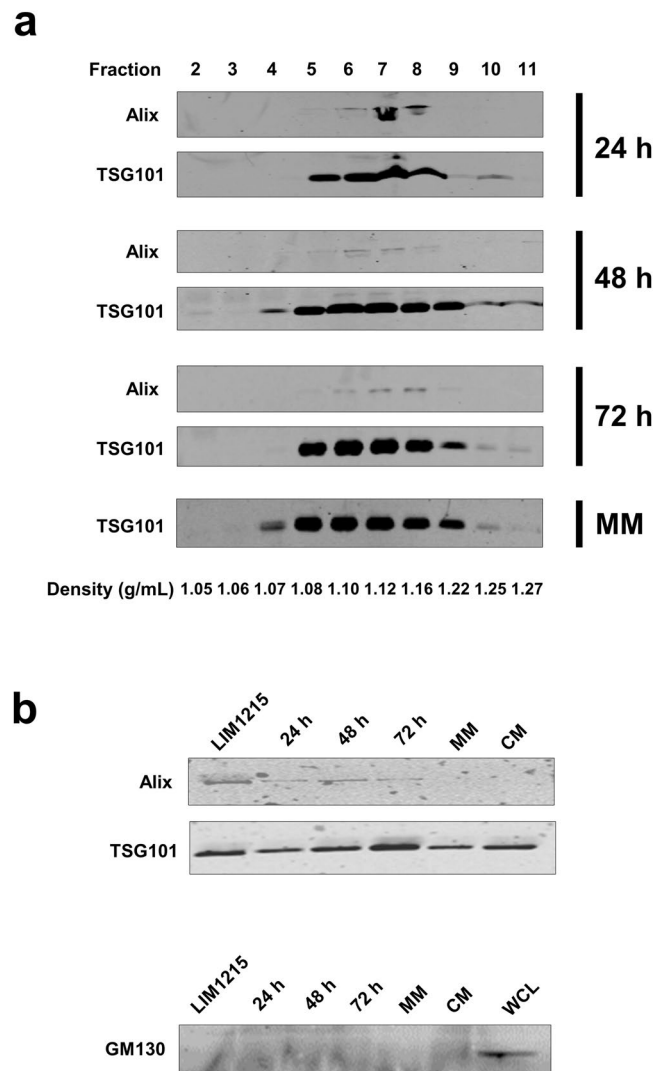 a
Fraction 2 3 4 5 6 7 8 9 10 11
Alix
TSG101
24 h
Alix
TSG101
48 h
Alix
TSG101
72 h
TSG101
MM
Density (g/mL) 1.05 1.06 1.07 1.08 1.10 1.12 1.16 1.22 1.25 1.27
b
LIM1215 24 h 48 h 72 h MM CM
Alix
TSG101
LIM1215 24 h 48 h 72 h MM CM WCL
GM130